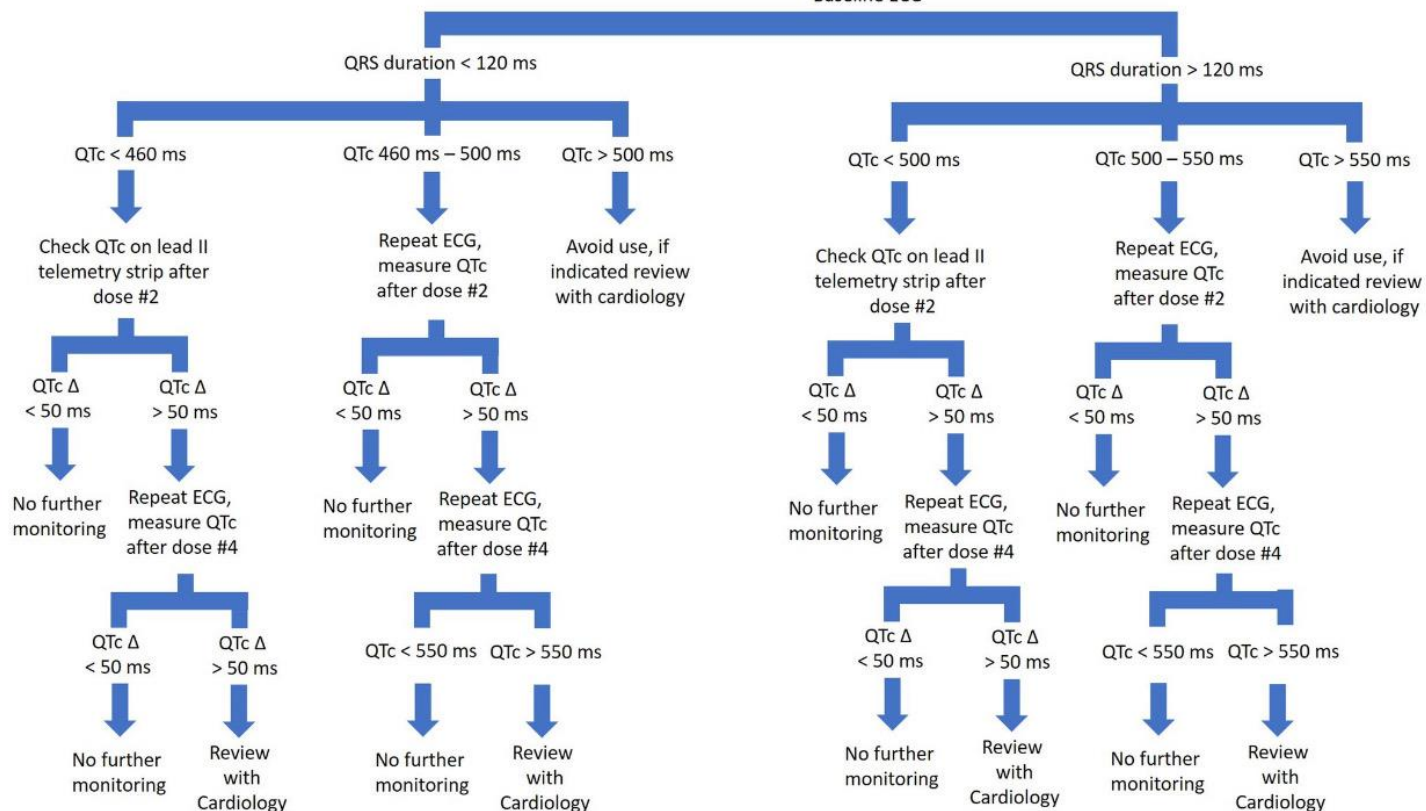 Baseline ECG
QRS duration < 120 ms
QRS duration > 120 ms
QTc < 460 ms
QTc 460 ms – 500 ms
QTc > 500 ms
QTc < 500 ms
QTc 500 – 550 ms
QTc > 550 ms
Check QTc on lead II
telemetry strip after
dose #2
Repeat ECG,
measure QTc
after dose #2
Avoid use, if
indicated review
with cardiology
Check QTc on lead II
telemetry strip after
dose #2
Repeat ECG,
measure QTc
after dose #2
Avoid use, if
indicated review
with cardiology
QTc Δ
< 50 ms
QTc Δ
> 50 ms
QTc Δ
< 50 ms
QTc Δ
> 50 ms
QTc Δ
< 50 ms
QTc Δ
> 50 ms
QTc Δ
< 50 ms
QTc Δ
> 50 ms
No further
monitoring
Repeat ECG,
measure QTc
after dose #4
No further
monitoring
Repeat ECG,
measure QTc
after dose #4
No further
monitoring
Repeat ECG,
measure QTc
after dose #4
No further
monitoring
Repeat ECG,
measure QTc
after dose #4
QTc Δ
< 50 ms
QTc Δ
> 50 ms
QTc < 550 ms
QTc > 550 ms
QTc Δ
< 50 ms
QTc Δ
> 50 ms
QTc < 550 ms
QTc > 550 ms
No further
monitoring
Review
with
Cardiology
No further
monitoring
Review
with
Cardiology
No further
monitoring
Review
with
Cardiology
No further
monitoring
Review
with
Cardiology